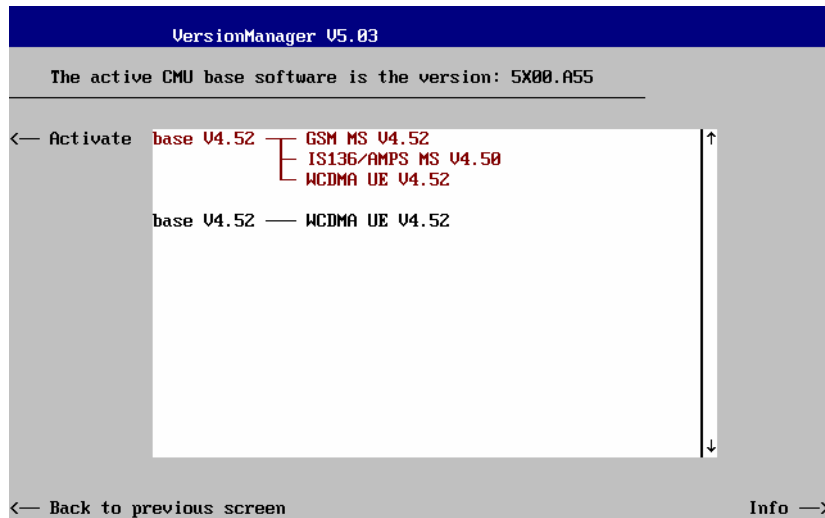 VersionManager V5.03
The active CMU base software is the version: 5X00.A55
<— Activate base V4.52 GSM MS V4.52 ↑
IS136/AMPS MS V4.50
WCDMA UE V4.52
base V4.52 — WCDMA UE V4.52
↓
<— Back to previous screen Info —>